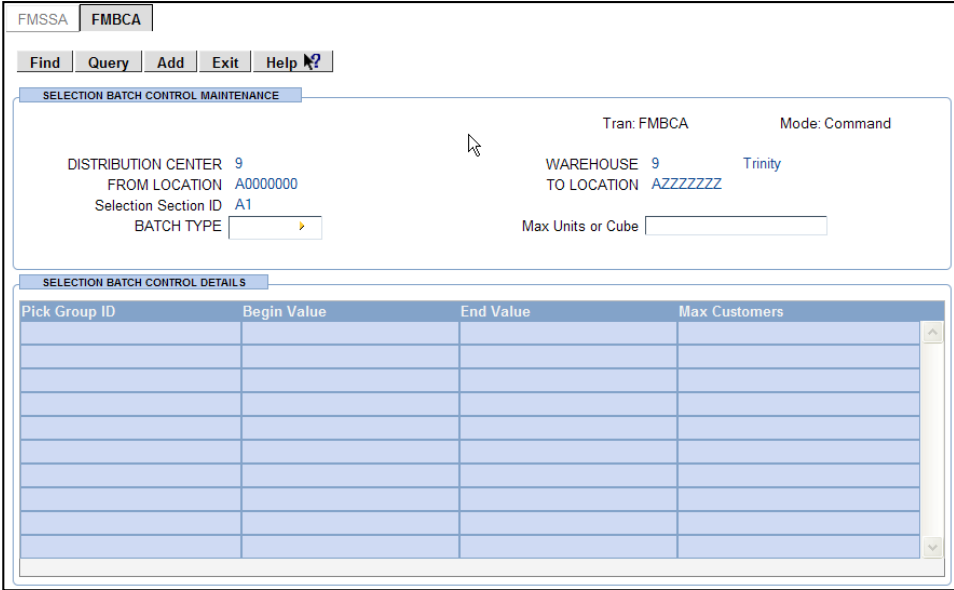 FMSSA FMBCA
Find Query Add Exit Help ?
SELECTION BATCH CONTROL MAINTENANCE
Tran: FMBCA Mode: Command
DISTRIBUTION CENTER 9 WAREHOUSE 9 Trinity
FROM LOCATION A0000000 TO LOCATION AZZZZZZZ
Selection Section ID A1
BATCH TYPE Max Units or Cube
SELECTION BATCH CONTROL DETAILS
Pick Group ID Begin Value End Value Max Customers